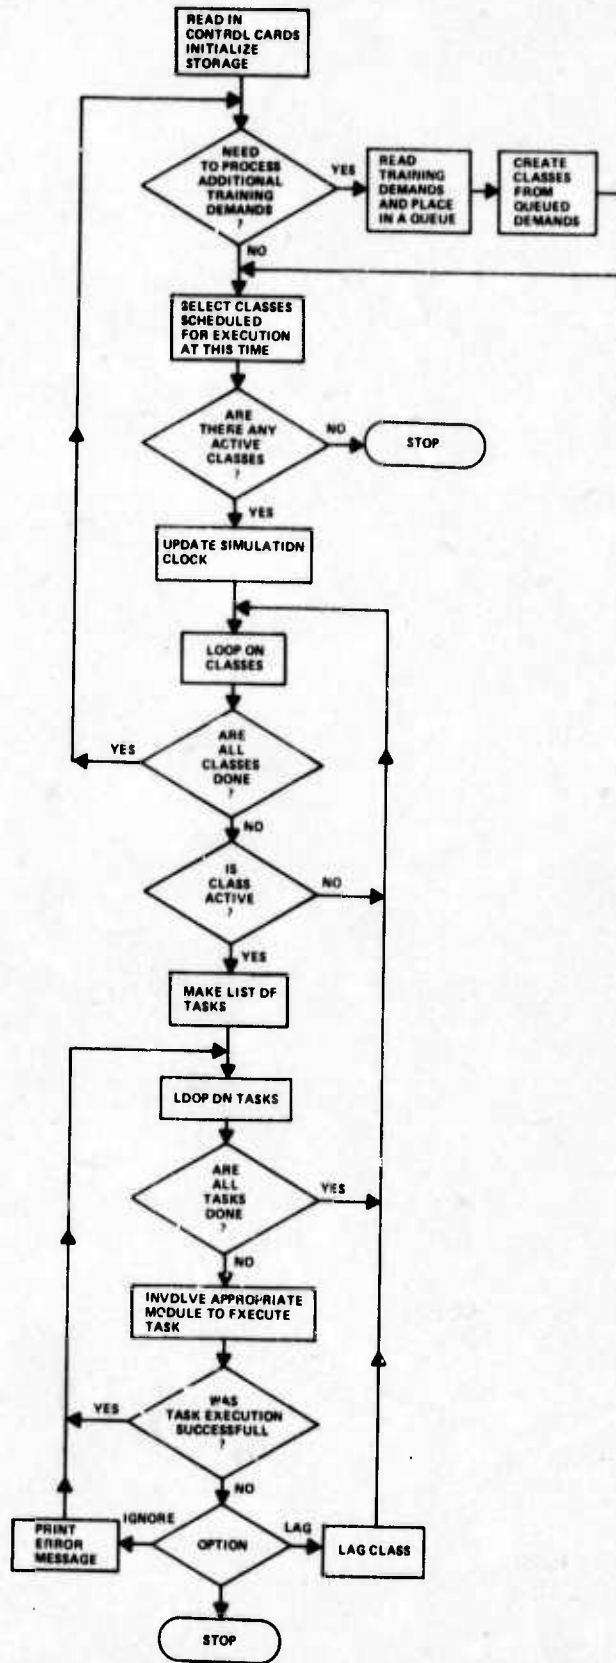 READ IN
CONTROL CARDS
INITIALIZE
STORAGE
NEED
TO PROCESS
ADDITIONAL
TRAINING
DEMANDS
?
YES
READ
TRAINING
DEMANDS
AND PLACE
IN A QUEUE
CREATE
CLASSES
FROM
QUEUED
DEMANDS
NO
SELECT CLASSES
SCHEDULED
FOR EXECUTION
AT THIS TIME
ARE
THERE ANY
ACTIVE
CLASSES
?
NO
STOP
YES
UPDATE SIMULATION
CLOCK
LOOP ON
CLASSES
ARE
ALL
CLASSES
DONE
?
YES
NO
IS
CLASS
ACTIVE
?
NO
YES
MAKE LIST OF
TASKS
LOOP ON TASKS
ARE
ALL
TASKS
DONE
?
YES
NO
INVOLVE APPROPRIATE
MODULE TO EXECUTE
TASK
WAS
TASK EXECUTION
SUCCESSFULL
?
YES
NO
IGNORE
PRINT
ERROR
MESSAGE
OPTION
LAG
LAG CLASS
STOP